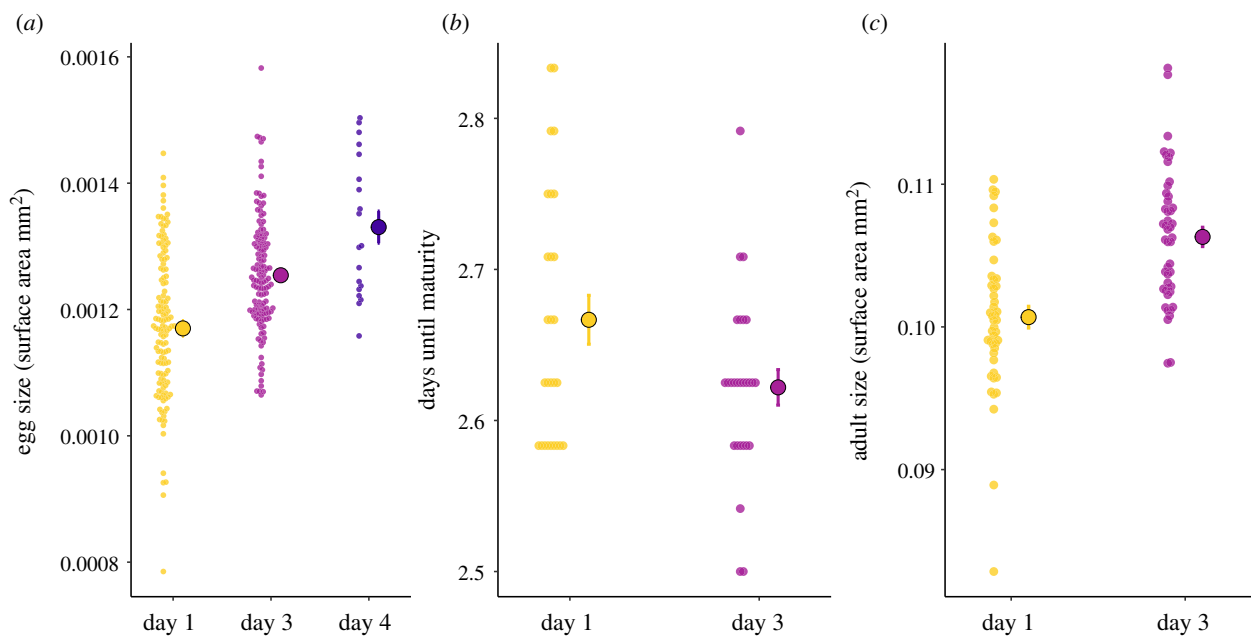 (a)
egg size (surface area mm²)
0.0016
0.0014
0.0012
0.0010
0.0008
day 1 day 3 day 4
(b)
days until maturity
2.8
2.7
2.6
2.5
day 1 day 3
(c)
adult size (surface area mm²)
0.11
0.10
0.09
day 1 day 3